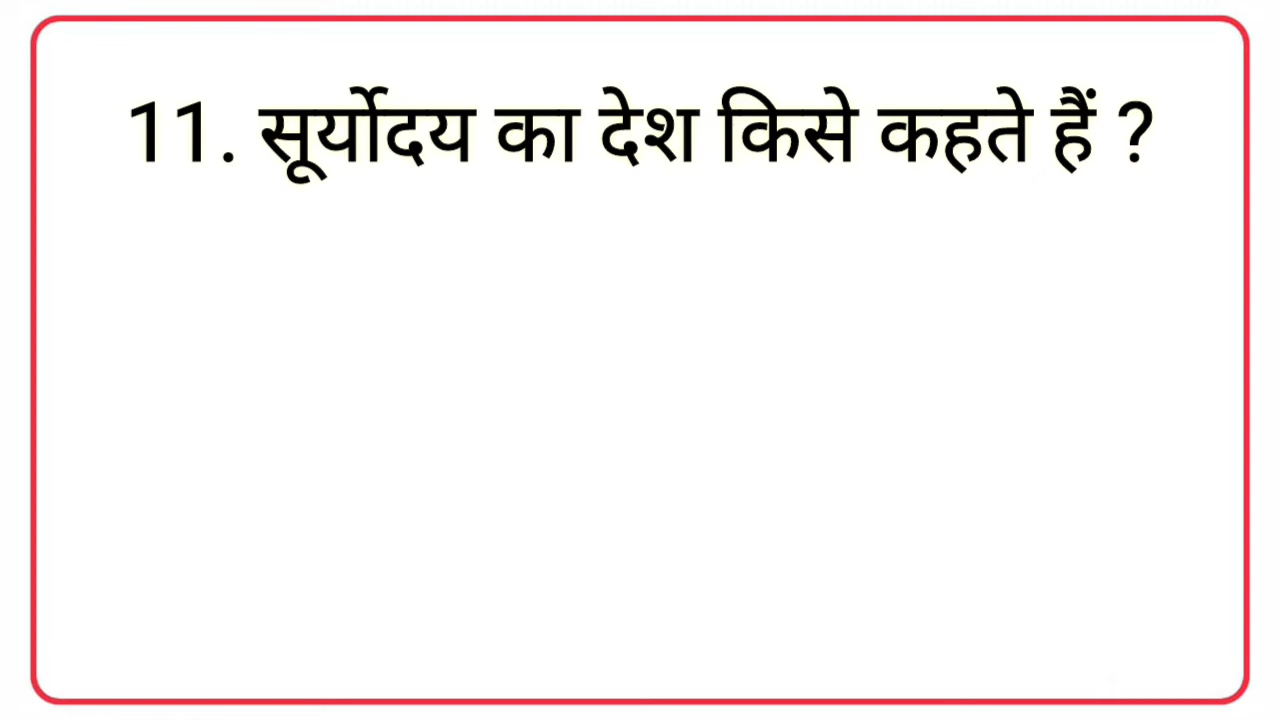 11. सूर्योदय का देश किसे कहते हैं ?